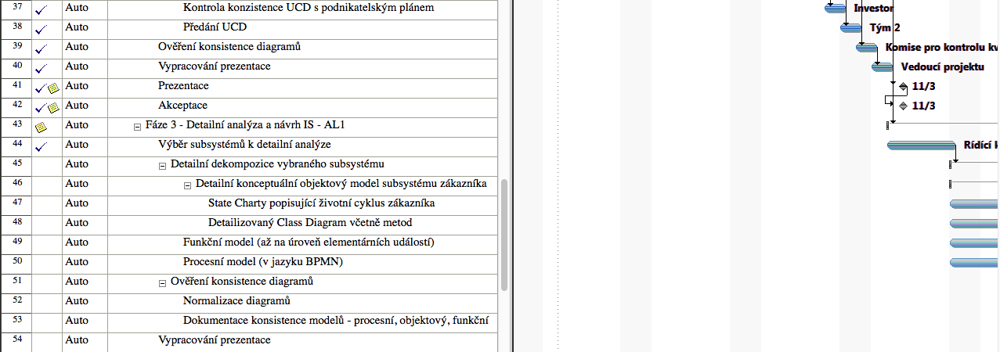 37 Auto Kontrola konzistence UCD s podnikatelským plánem Investor
38 Auto Předání UCD Tým 2
39 Auto Ověření konsistence diagramů Komise pro kontrolu kv
40 Auto Vypracování prezentace Vedoucí projektu
41 Auto Prezentace 11/3
42 Auto Akceptace 11/3
43 Auto Fáze 3 - Detailní analýza a návrh IS - AL1
44 Auto Výběr subsystémů k detailní analýze Rídící k
45 Auto Detailní dekompozice vybraného subsystému
46 Auto Detailní konceptuální objektový model subsystému zákazníka
47 Auto State Charty popisující životní cyklus zákazníka
48 Auto Detailizovaný Class Diagram včetně metod
49 Auto Funkční model (až na úroveň elementárních událostí)
50 Auto Procesní model (v jazyku BPMN)
51 Auto Ověření konsistence diagramů
52 Auto Normalizace diagramů
53 Auto Dokumentace konsistence modelů - procesní, objektový, funkční
54 Auto Vypracování prezentace